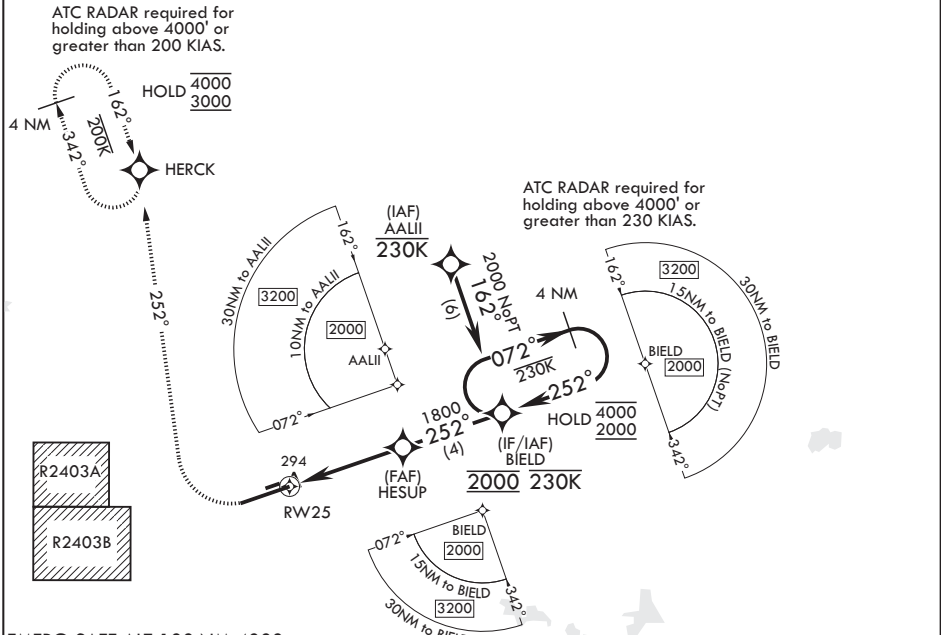 ATC RADAR required for
holding above 4000' or
greater than 200 KIAS.
HOLD 4000
3000
4 NM
162°
200K
342°
HERCK
252°
ATC RADAR required for
holding above 4000' or
greater than 230 KIAS.
(IAF)
AALII
230K
2000 NoPT
162°
(6)
4 NM
072°
230K
252°
HOLD 4000
2000
(IF/IAF)
BIELD
2000 230K
1800
252°
(4)
(FAF)
HESUP
294
RW25
30NM to AALII
3200
10NM to AALII
2000
AALII
162°
072°
162°
3200
30NM to BIELD
15NM to BIELD (NoPT)
BIELD
2000
342°
R2403A
R2403B
BIELD
072°
2000
15NM to BIELD
342°
3200
30NM to BIELD